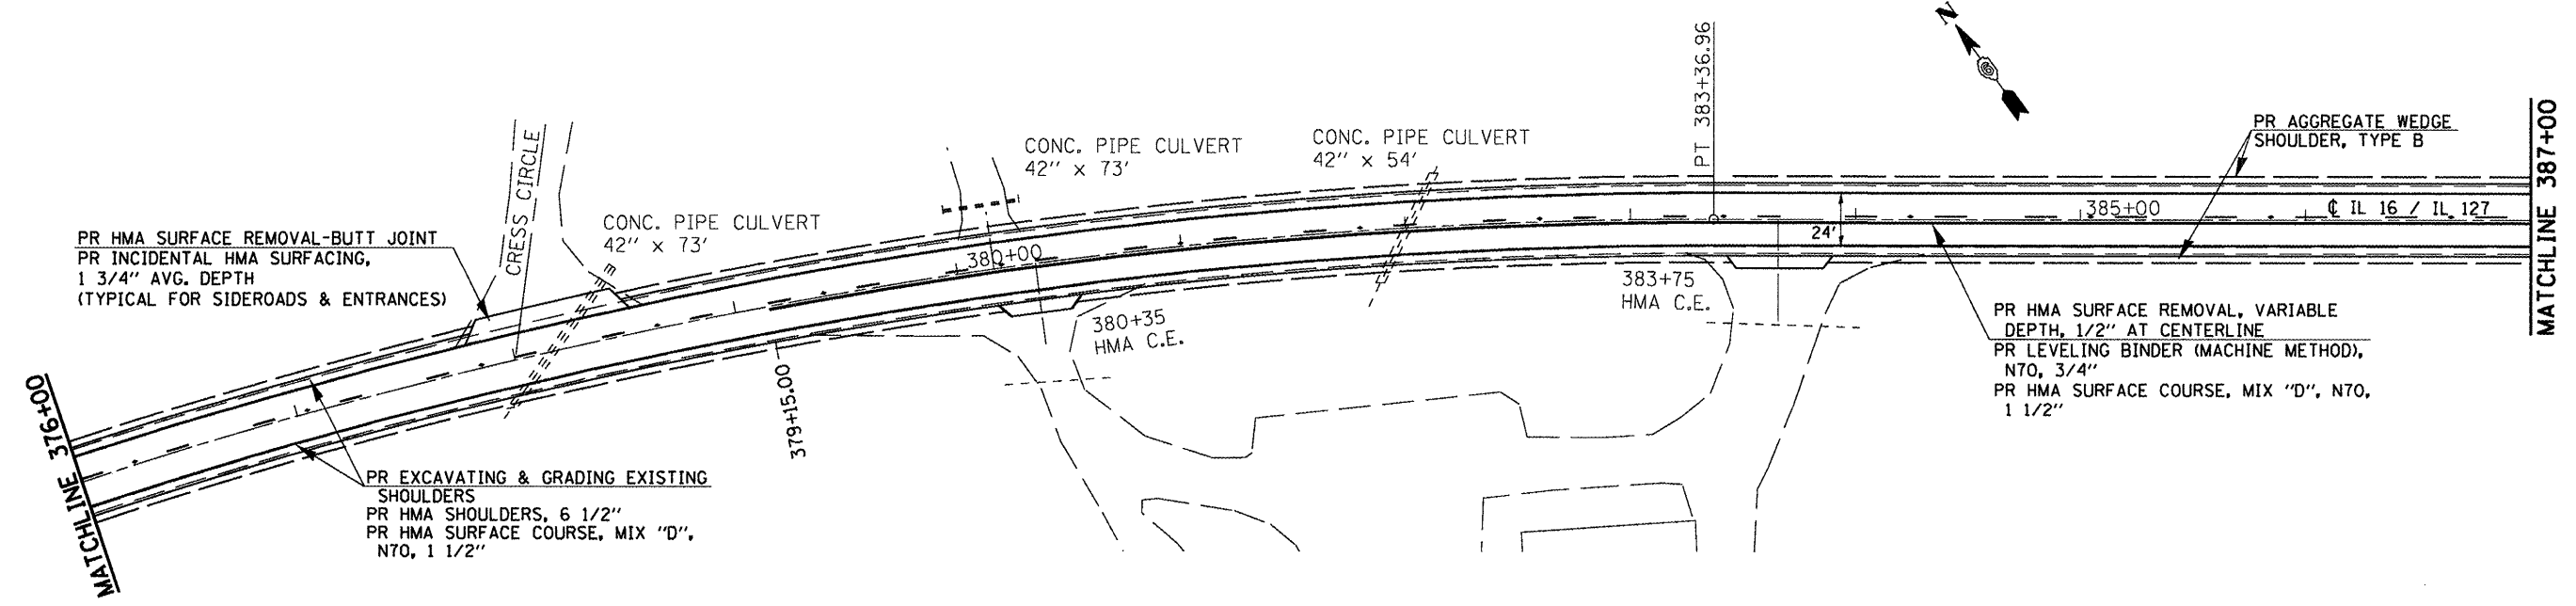 N
6
PT 383+36.96
MATCHLINE 387+00
PR AGGREGATE WEDGE
SHOULDER, TYPE B
CONC. PIPE CULVERT
42" x 54'
CONC. PIPE CULVERT
42" x 73'
CRESS CIRCLE
CONC. PIPE CULVERT
42" x 73'
PR HMA SURFACE REMOVAL-BUTT JOINT
PR INCIDENTAL HMA SURFACING,
1 3/4" AVG. DEPTH
(TYPICAL FOR SIDEROADS & ENTRANCES)
380+00
385+00
℄ IL 16 / IL 127
24'
383+75
HMA C.E.
380+35
HMA C.E.
PR HMA SURFACE REMOVAL, VARIABLE
DEPTH, 1/2" AT CENTERLINE
PR LEVELING BINDER (MACHINE METHOD),
N70, 3/4"
PR HMA SURFACE COURSE, MIX "D", N70,
1 1/2"
379+15.00
MATCHLINE 376+00
PR EXCAVATING & GRADING EXISTING
SHOULDERS
PR HMA SHOULDERS, 6 1/2"
PR HMA SURFACE COURSE, MIX "D",
N70, 1 1/2"